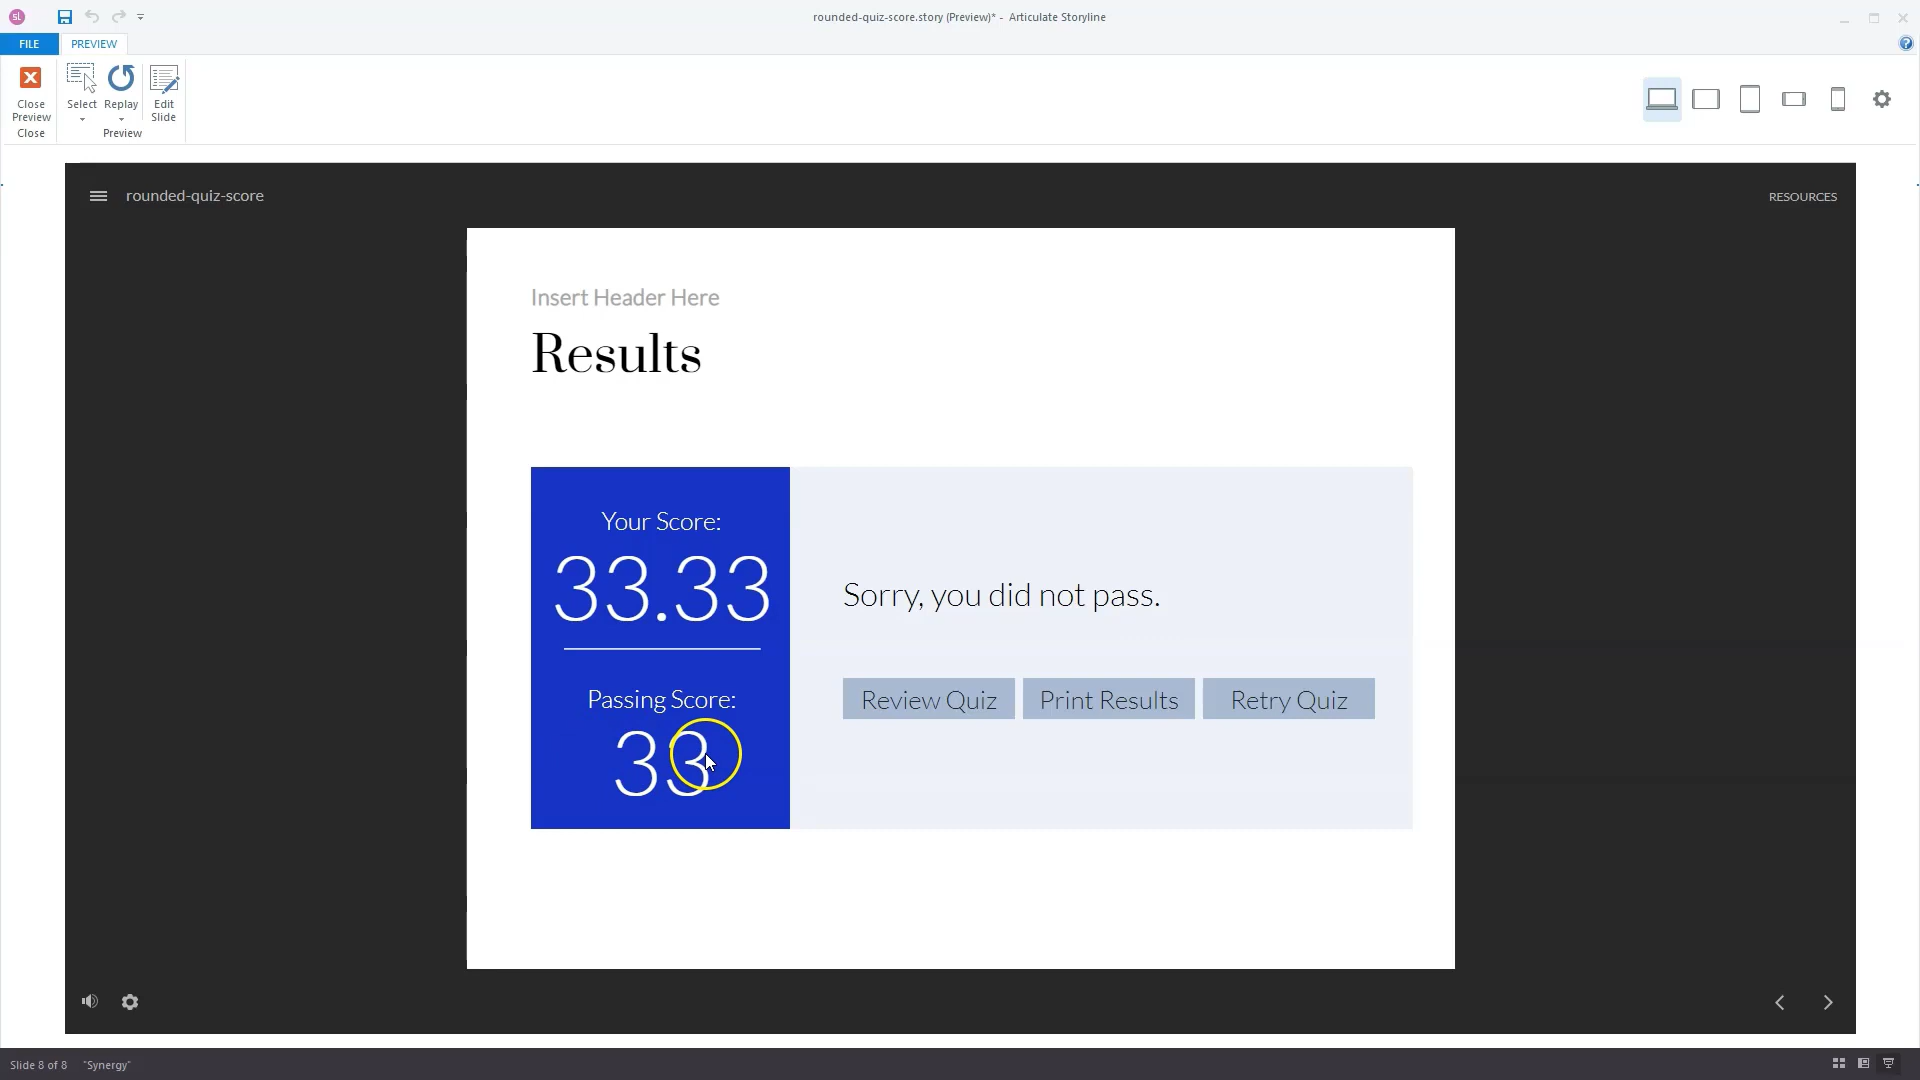 sl
rounded-quiz-score.story (Preview)* - Articulate Storyline
FILE
PREVIEW
?
Close
Preview
Select
Replay
Edit
Slide
Close
Preview
rounded-quiz-score
RESOURCES
Insert Header Here
Results
Your Score:
33.33
Passing Score:
33
Sorry, you did not pass.
Review Quiz
Print Results
Retry Quiz
Slide 8 of 8
"Synergy"